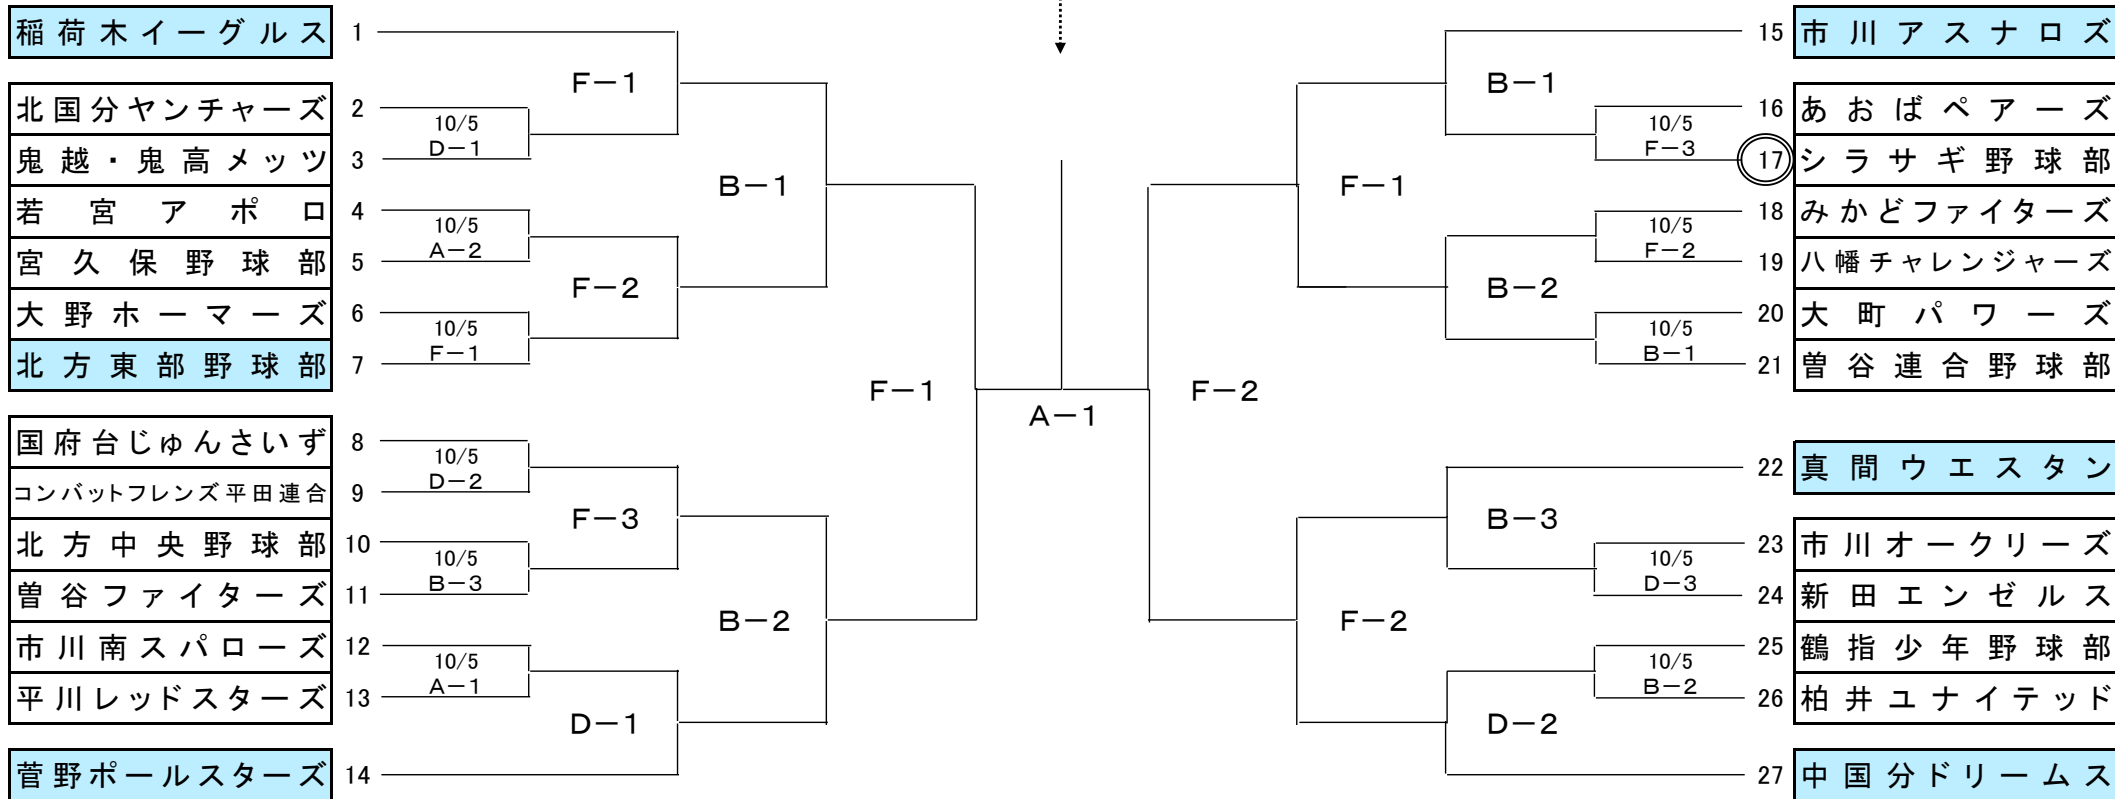 稲荷木イーグルス 1
北国分ヤンチャーズ 2
鬼越・鬼高メッツ 3
若宮アポロ 4
宮久保野球部 5
大野ホーマーズ 6
北方東部野球部 7
国府台じゅんさいず 8
コンバットフレンズ平田連合 9
北方中央野球部 10
曽谷ファイターズ 11
市川南スパローズ 12
平川レッドスターズ 13
菅野ポールスターズ 14
10/5
D-1
10/5
A-2
10/5
F-1
10/5
D-2
10/5
B-3
10/5
A-1
F-1
F-2
F-3
D-1
B-1
B-2
F-1
A-1
F-2
F-1
F-2
B-1
B-2
B-3
D-2
10/5
F-3
10/5
F-2
10/5
B-1
10/5
D-3
10/5
B-2
15 市川アスナロズ
16 あおばペアーズ
17 シラサギ野球部
18 みかどファイターズ
19 八幡チャレンジャーズ
20 大町パワーズ
21 曽谷連合野球部
22 真間ウエスタン
23 市川オークリーズ
24 新田エンゼルス
25 鶴指少年野球部
26 柏井ユナイテッド
27 中国分ドリームス